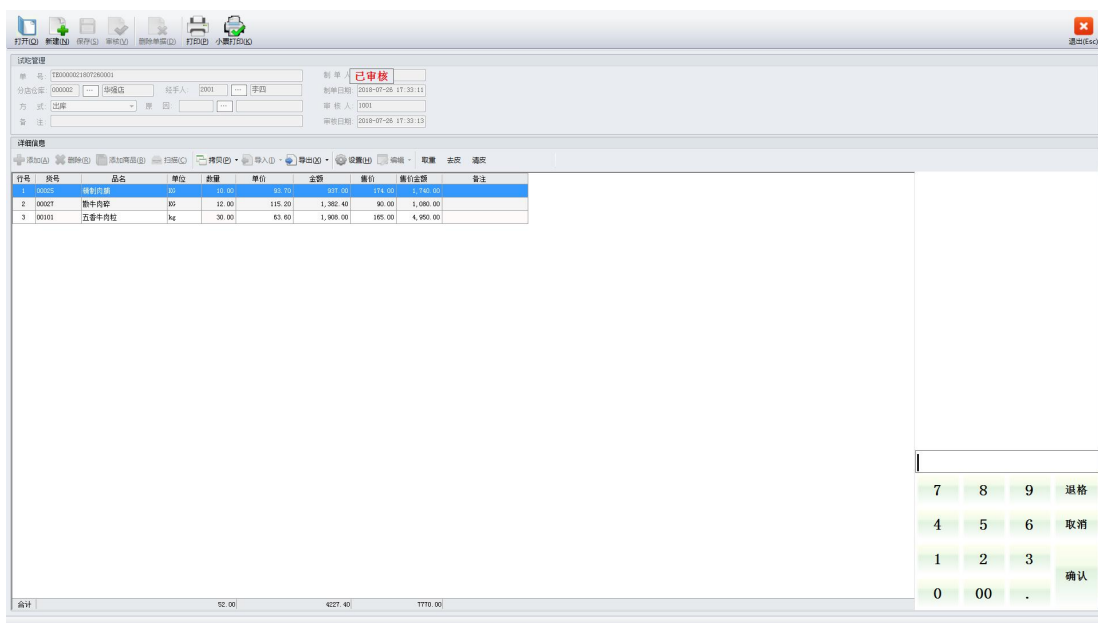 打开(O) 新建(N) 保存(S) 审核(V) 删除单据(D) 打印(P) 小票打印(K) 退出(Esc)
试吃管理
单 号: TE0000021807260001 制 单 人 已审核
分店仓库: 000002 ... 华强店 经手人: 2001 ... 李四 制单日期: 2018-07-26 17:33:11
方 式: 出库 原 因: ... 审 核 人: 1001
备 注: 审核日期: 2018-07-26 17:33:13
详细信息
添加(A) 删除(R) 添加商品(B) 扫描(C) 拷贝(P) 导入(I) 导出(X) 设置(H) 编辑 取重 去皮 清皮
行号 货号 品名 单位 数量 单价 金额 售价 售价金额 备注
1 00025 精制肉脯 KG 10.00 93.70 937.00 174.00 1,740.00
2 00027 散牛肉碎 KG 12.00 115.20 1,382.40 90.00 1,080.00
3 00101 五香牛肉粒 kg 30.00 63.60 1,908.00 165.00 4,950.00
7 8 9 退格
4 5 6 取消
1 2 3
确认
0 00 .
合计 52.00 4227.40 7770.00